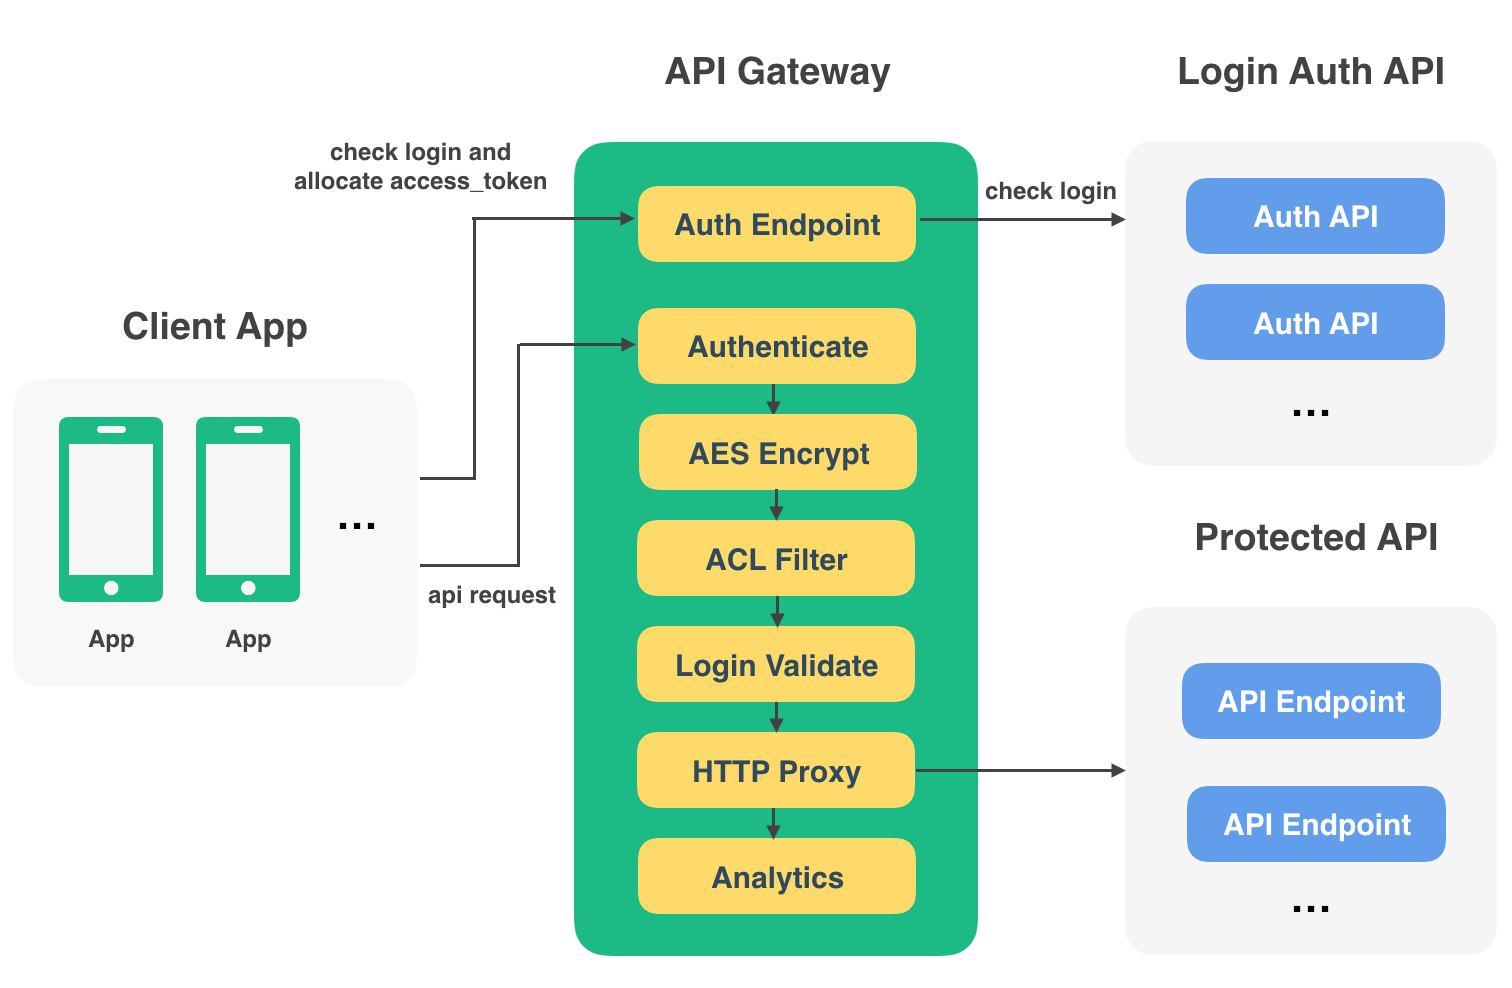 API Gateway
Login Auth API
check login and
allocate access_token
Auth Endpoint
check login
Auth API
Auth API
...
Client App
App
App
...
api request
Authenticate
AES Encrypt
ACL Filter
Login Validate
HTTP Proxy
Analytics
Protected API
API Endpoint
API Endpoint
...